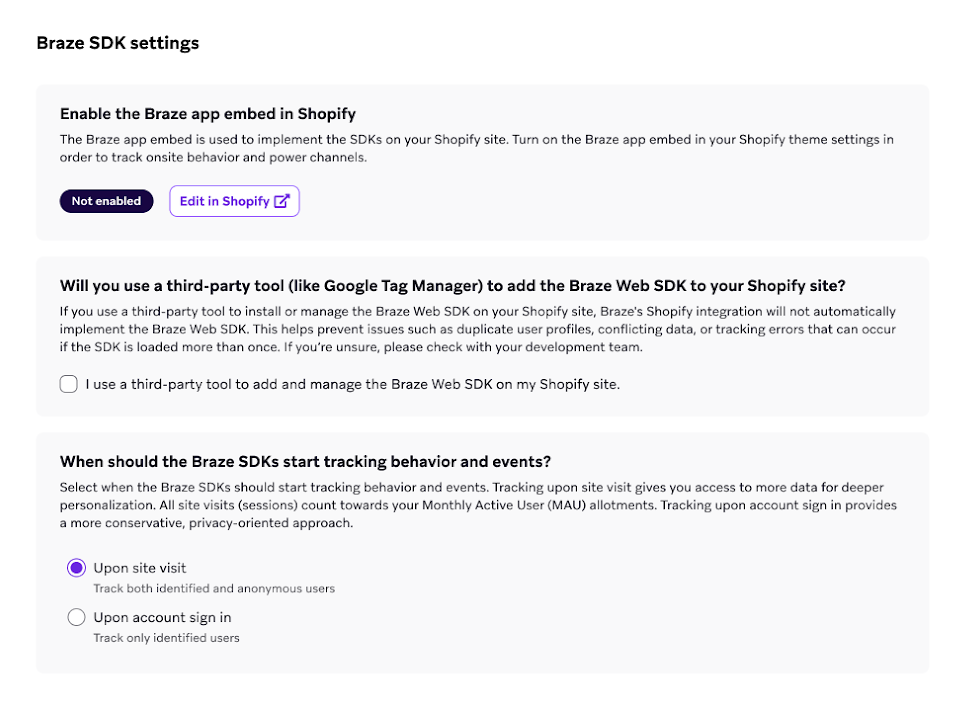 Braze SDK settings
Enable the Braze app embed in Shopify
The Braze app embed is used to implement the SDKs on your Shopify site. Turn on the Braze app embed in your Shopify theme settings in
order to track onsite behavior and power channels.
Not enabled
Edit in Shopify
Will you use a third-party tool (like Google Tag Manager) to add the Braze Web SDK to your Shopify site?
If you use a third-party tool to install or manage the Braze Web SDK on your Shopify site, Braze's Shopify integration will not automatically
implement the Braze Web SDK. This helps prevent issues such as duplicate user profiles, conflicting data, or tracking errors that can occur
if the SDK is loaded more than once. If you're unsure, please check with your development team.
I use a third-party tool to add and manage the Braze Web SDK on my Shopify site.
When should the Braze SDKs start tracking behavior and events?
Select when the Braze SDKs should start tracking behavior and events. Tracking upon site visit gives you access to more data for deeper
personalization. All site visits (sessions) count towards your Monthly Active User (MAU) allotments. Tracking upon account sign in provides
a more conservative, privacy-oriented approach.
Upon site visit
Track both identified and anonymous users
Upon account sign in
Track only identified users